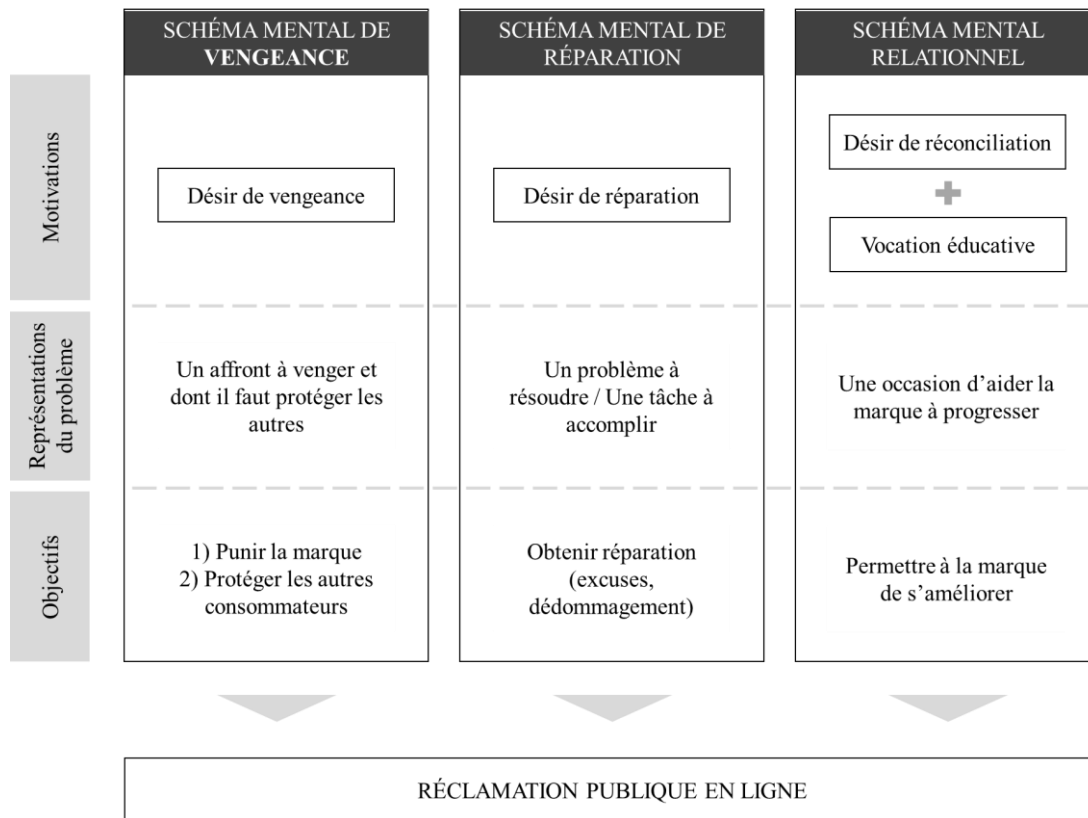 SCHÉMA MENTAL DE
VENGEANCE
SCHÉMA MENTAL DE
RÉPARATION
SCHÉMA MENTAL
RELATIONNEL
Motivations
Désir de vengeance
Désir de réparation
Désir de réconciliation
Vocation éducative
Représentations
du problème
Un affront à venger et
dont il faut protéger les
autres
Un problème à
résoudre / Une tâche à
accomplir
Une occasion d’aider la
marque à progresser
Objectifs
1) Punir la marque
2) Protéger les autres
consommateurs
Obtenir réparation
(excuses,
dédommagement)
Permettre à la marque
de s’améliorer
RÉCLAMATION PUBLIQUE EN LIGNE